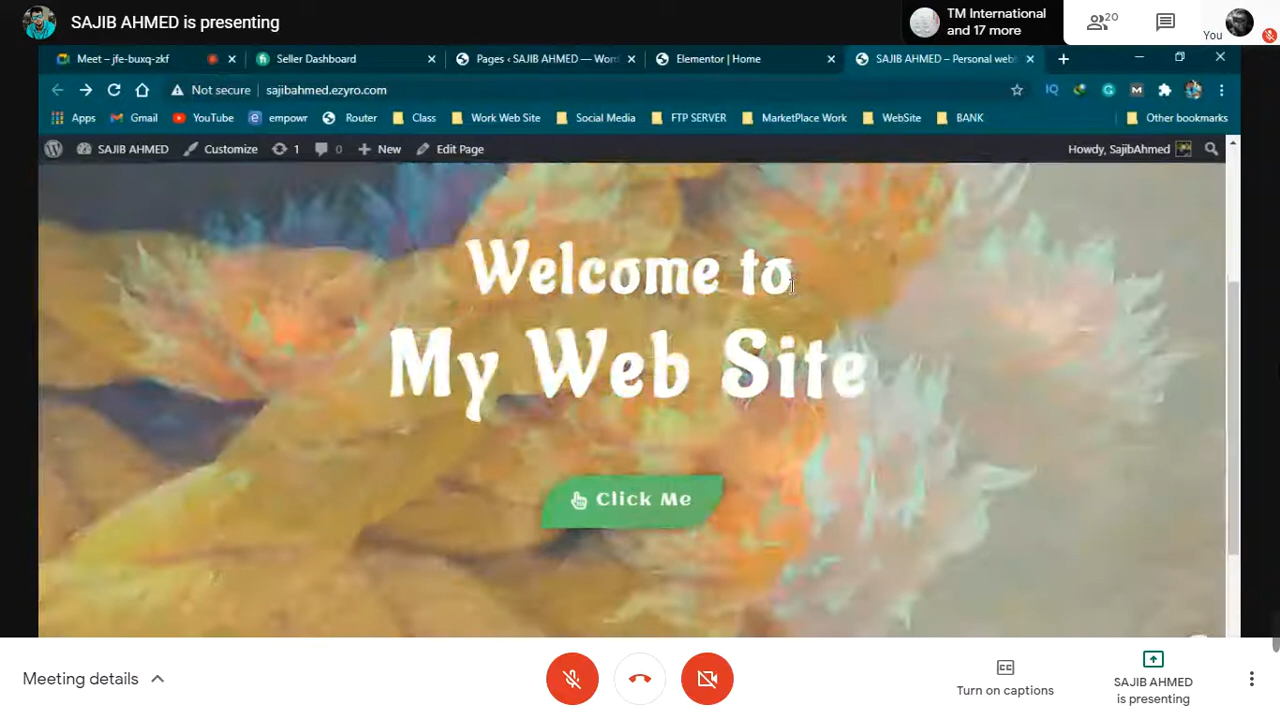 SAJIB AHMED is presenting
TM International
and 17 more
20
You
Meet – jfe-buxq-zkf
Seller Dashboard
Pages ‹ SAJIB AHMED — Wor
Elementor | Home
SAJIB AHMED – Personal web
Not secure
sajibahmed.ezyro.com
IQ
Apps
Gmail
YouTube
empowr
Router
Class
Work Web Site
Social Media
FTP SERVER
MarketPlace Work
WebSite
BANK
Other bookmarks
SAJIB AHMED
Customize
1
0
New
Edit Page
Howdy, SajibAhmed
Welcome to
My Web Site
Click Me
Meeting details
Turn on captions
SAJIB AHMED
is presenting